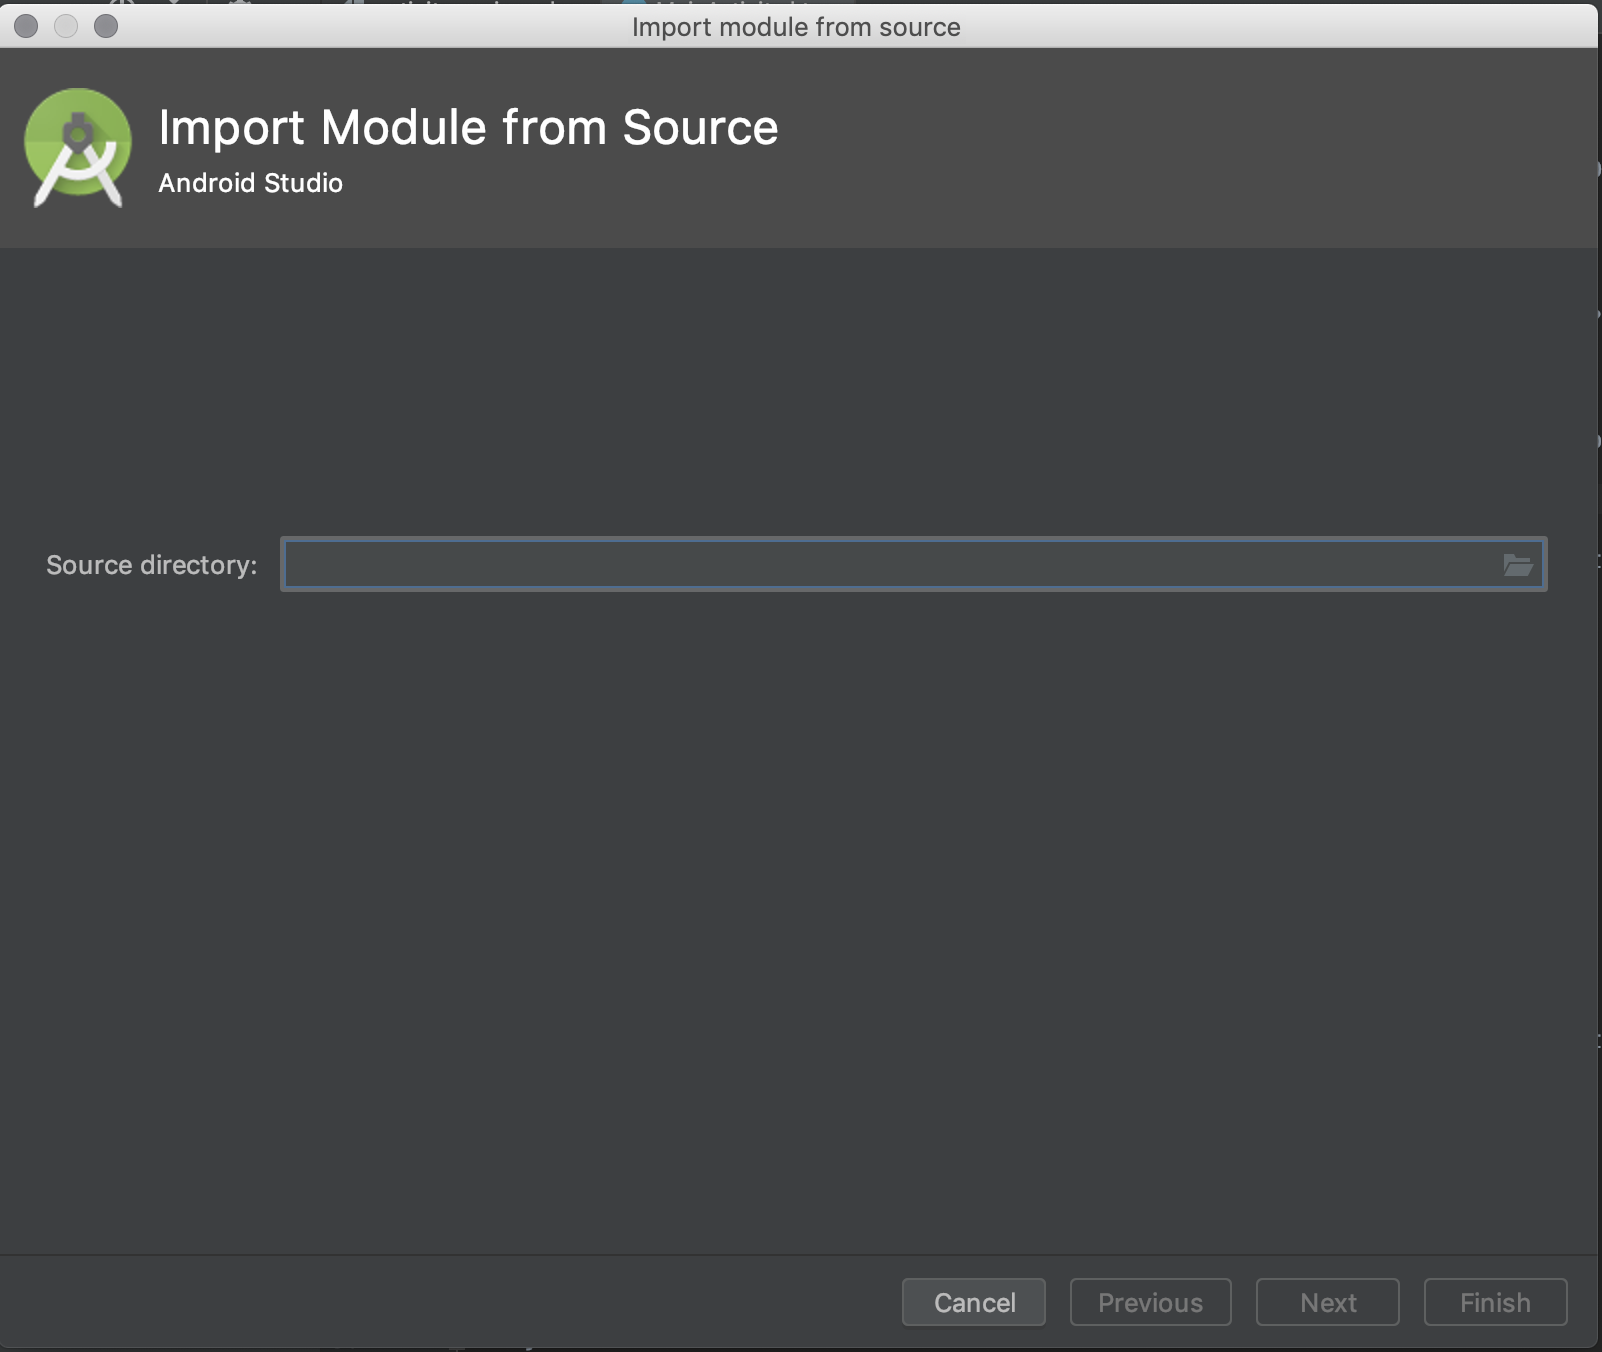 Import module from source
Import Module from Source
Android Studio
Source directory:
Cancel
Previous
Next
Finish